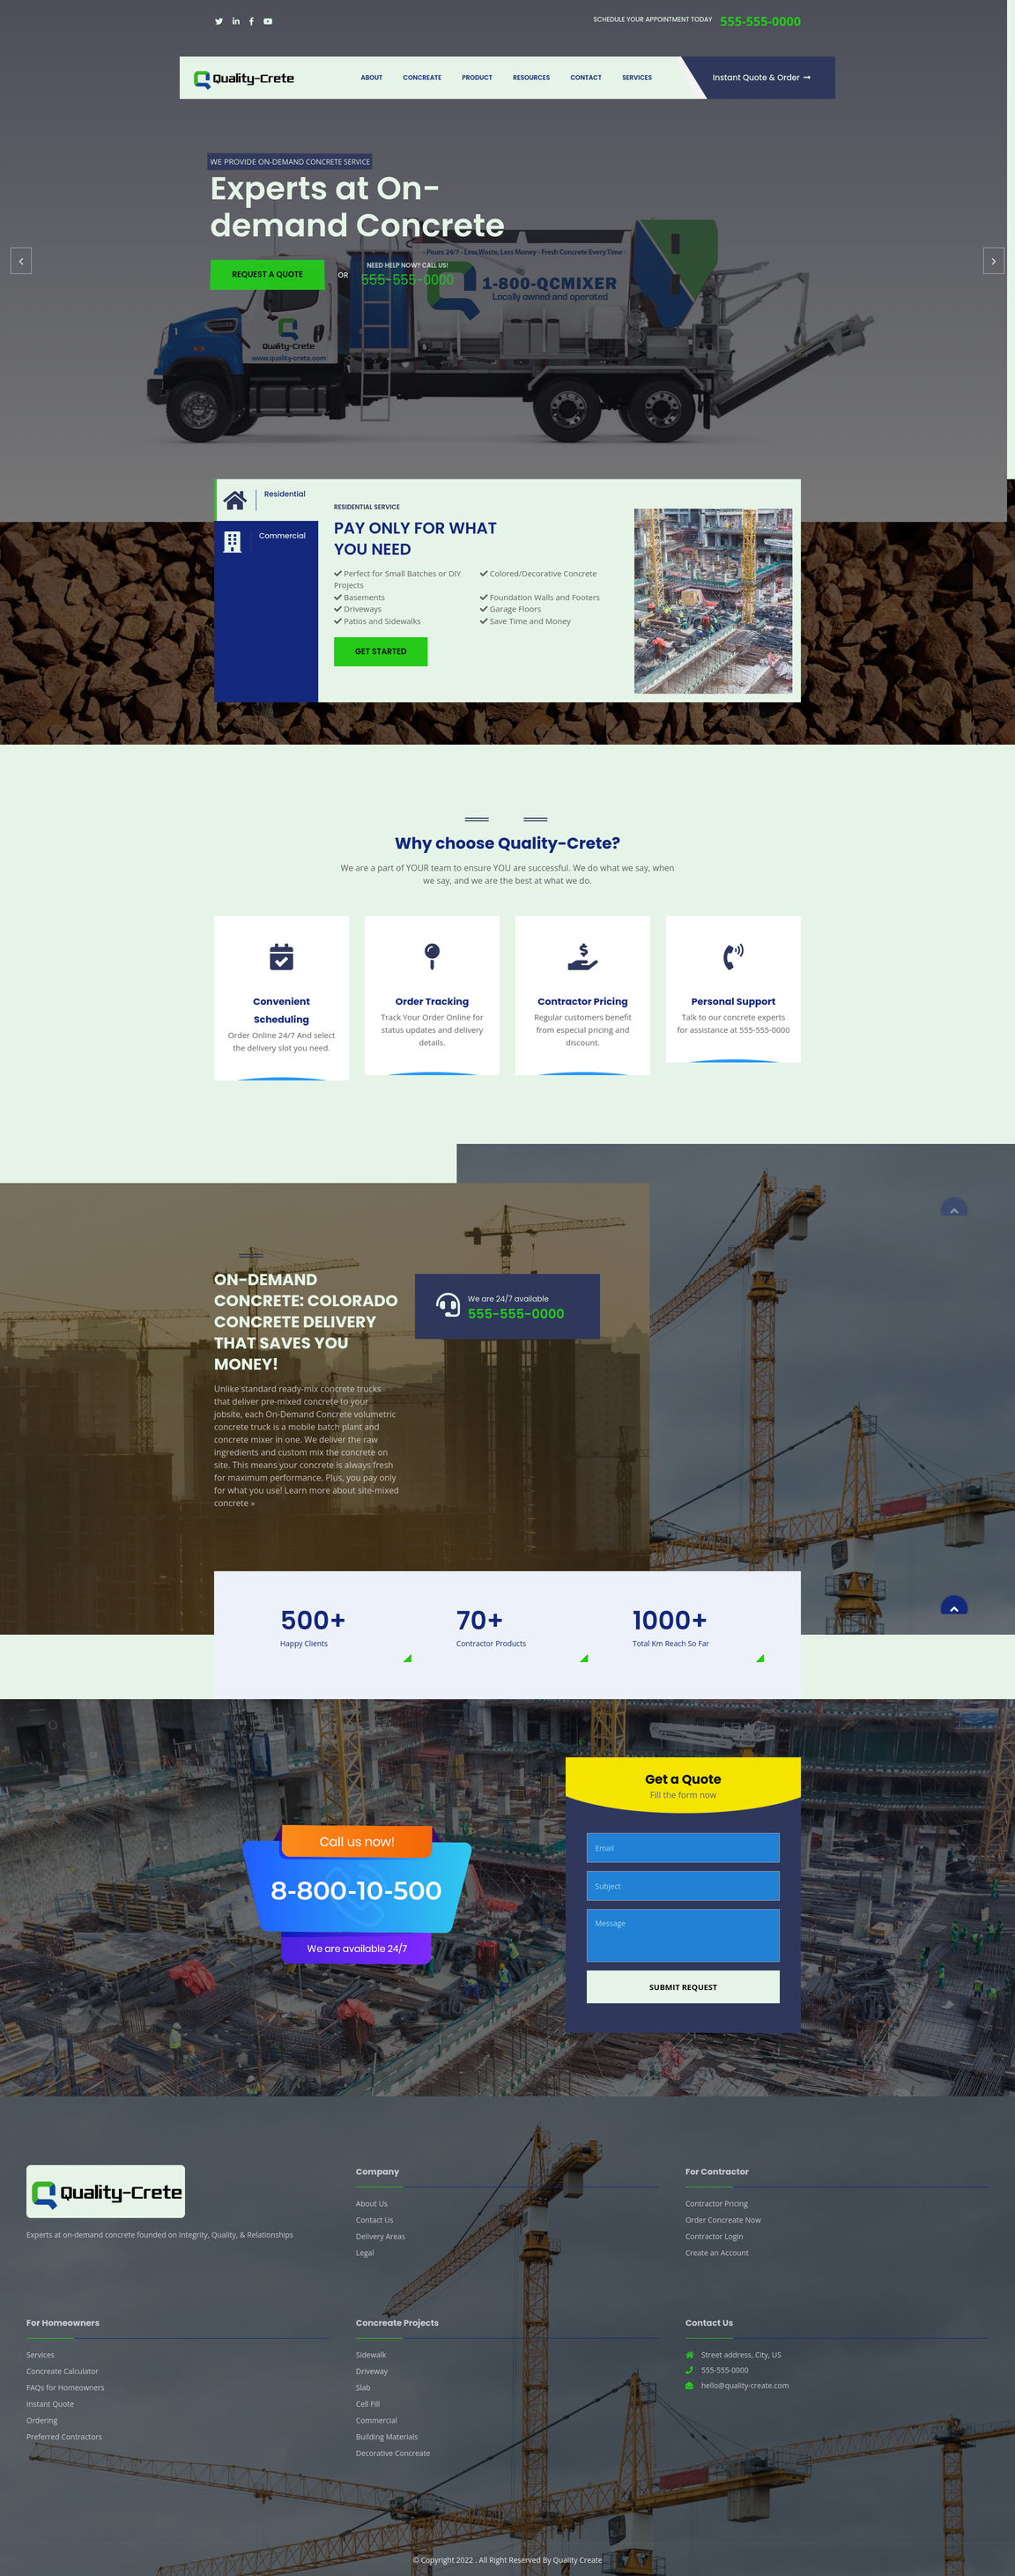 SCHEDULE YOUR APPOINTMENT TODAY 555-555-0000
Quality-Crete
ABOUT CONCREATE PRODUCT RESOURCES CONTACT SERVICES
Instant Quote & Order
WE PROVIDE ON-DEMAND CONCRETE SERVICE
Experts at On-
demand Concrete
REQUEST A QUOTE
OR
NEED HELP NOW? CALL US!
555-555-0000
· Pours 24/7 · Less Waste, Less Money · Fresh Concrete Every Time ·
1-800-QCMIXER
Locally owned and operated
Quality-Crete
www.quality-crete.com
Residential
Commercial
RESIDENTIAL SERVICE
PAY ONLY FOR WHAT
YOU NEED
Perfect for Small Batches or DIY
Projects
Colored/Decorative Concrete
Basements
Foundation Walls and Footers
Driveways
Garage Floors
Patios and Sidewalks
Save Time and Money
GET STARTED
Why choose Quality-Crete?
We are a part of YOUR team to ensure YOU are successful. We do what we say, when
we say, and we are the best at what we do.
Convenient
Scheduling
Order Online 24/7 And select
the delivery slot you need.
Order Tracking
Track Your Order Online for
status updates and delivery
details.
Contractor Pricing
Regular customers benefit
from especial pricing and
discount.
Personal Support
Talk to our concrete experts
for assistance at 555-555-0000
ON-DEMAND
CONCRETE: COLORADO
CONCRETE DELIVERY
THAT SAVES YOU
MONEY!
Unlike standard ready-mix concrete trucks
that deliver pre-mixed concrete to your
jobsite, each On-Demand Concrete volumetric
concrete truck is a mobile batch plant and
concrete mixer in one. We deliver the raw
ingredients and custom mix the concrete on
site. This means your concrete is always fresh
for maximum performance. Plus, you pay only
for what you use! Learn more about site-mixed
concrete »
We are 24/7 available
555-555-0000
500+
Happy Clients
70+
Contractor Products
1000+
Total Km Reach So Far
Call us now!
8-800-10-500
We are available 24/7
Get a Quote
Fill the form now
Email
Subject
Message
SUBMIT REQUEST
Quality-Crete
Experts at on-demand concrete founded on Integrity, Quality, & Relationships
Company
About Us
Contact Us
Delivery Areas
Legal
For Contractor
Contractor Pricing
Order Concreate Now
Contractor Login
Create an Account
For Homeowners
Services
Concreate Calculator
FAQs for Homeowners
Instant Quote
Ordering
Preferred Contractors
Concreate Projects
Sidewalk
Driveway
Slab
Cell Fill
Commercial
Building Materials
Decorative Concreate
Contact Us
Street address, City, US
555-555-0000
hello@quality-create.com
© Copyright 2022 . All Right Reserved By Quality Create